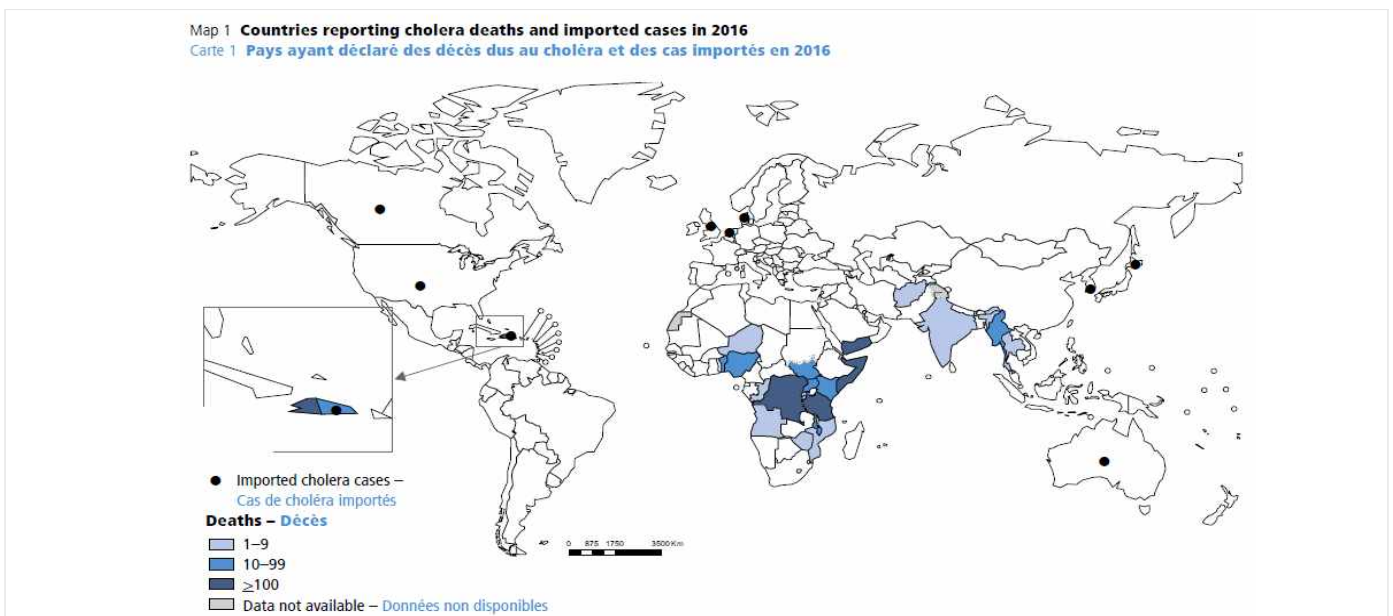 Map 1 Countries reporting cholera deaths and imported cases in 2016
Carte 1 Pays ayant déclaré des décès dus au choléra et des cas importés en 2016
● Imported cholera cases –
Cas de choléra importés
Deaths – Décès
1–9
10–99
≥100
Data not available – Données non disponibles
0 875 1750 3500 Km